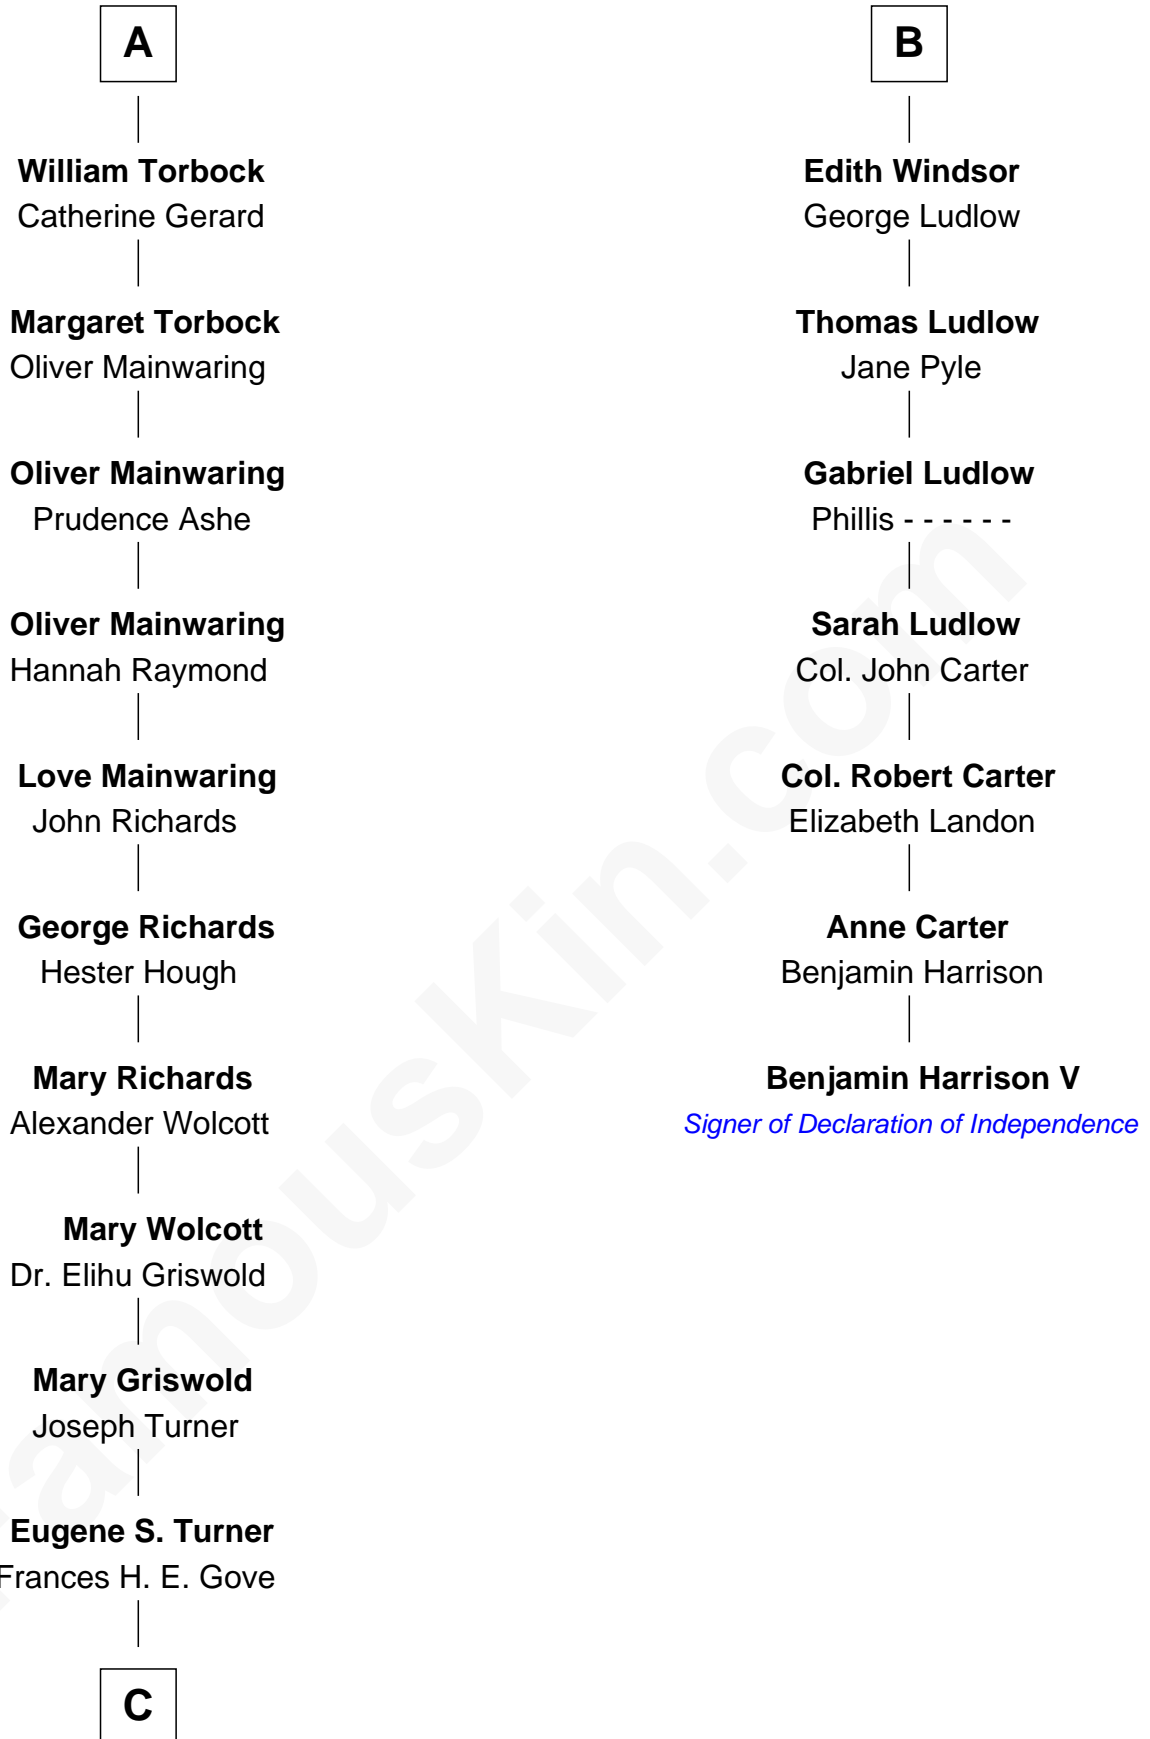 A
William Torbock
Catherine Gerard
Margaret Torbock
Oliver Mainwaring
Oliver Mainwaring
Prudence Ashe
Oliver Mainwaring
Hannah Raymond
Love Mainwaring
John Richards
George Richards
Hester Hough
Mary Richards
Alexander Wolcott
Mary Wolcott
Dr. Elihu Griswold
Mary Griswold
Joseph Turner
Eugene S. Turner
Frances H. E. Gove
C
B
Edith Windsor
George Ludlow
Thomas Ludlow
Jane Pyle
Gabriel Ludlow
Phillis - - - - - -
Sarah Ludlow
Col. John Carter
Col. Robert Carter
Elizabeth Landon
Anne Carter
Benjamin Harrison
Benjamin Harrison V
Signer of Declaration of Independence
FamousKin.com